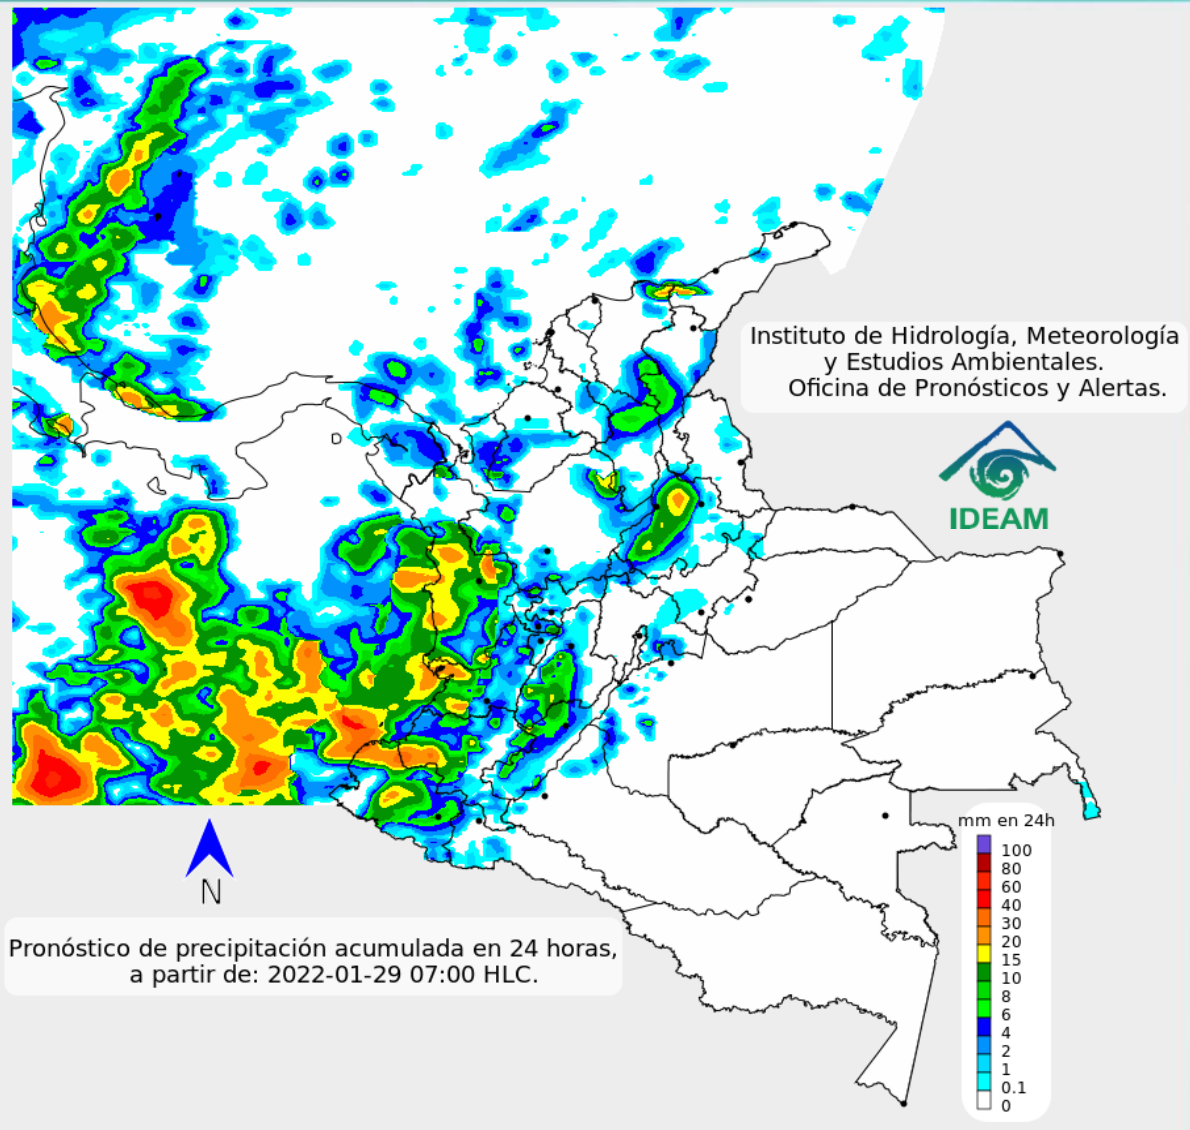 Instituto de Hidrología, Meteorología
y Estudios Ambientales.
Oficina de Pronósticos y Alertas.
IDEAM
mm en 24h
100
80
60
40
30
20
15
10
8
6
4
2
1
0.1
0
N
Pronóstico de precipitación acumulada en 24 horas,
a partir de: 2022-01-29 07:00 HLC.